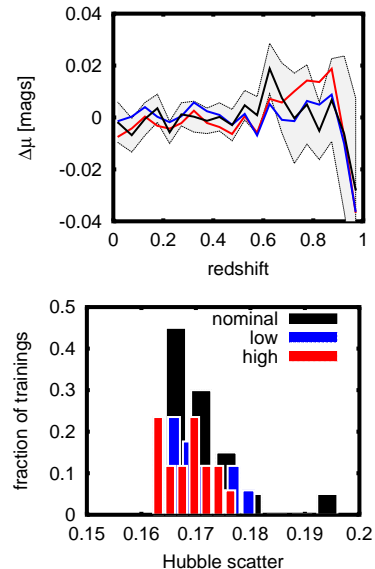 0.04
0.02
0
-0.02
-0.04
Δμ [mags]
0 0.2 0.4 0.6 0.8 1
redshift
0.5
0.4
0.3
0.2
0.1
0
fraction of trainings
nominal
low
high
0.15 0.16 0.17 0.18 0.19 0.2
Hubble scatter